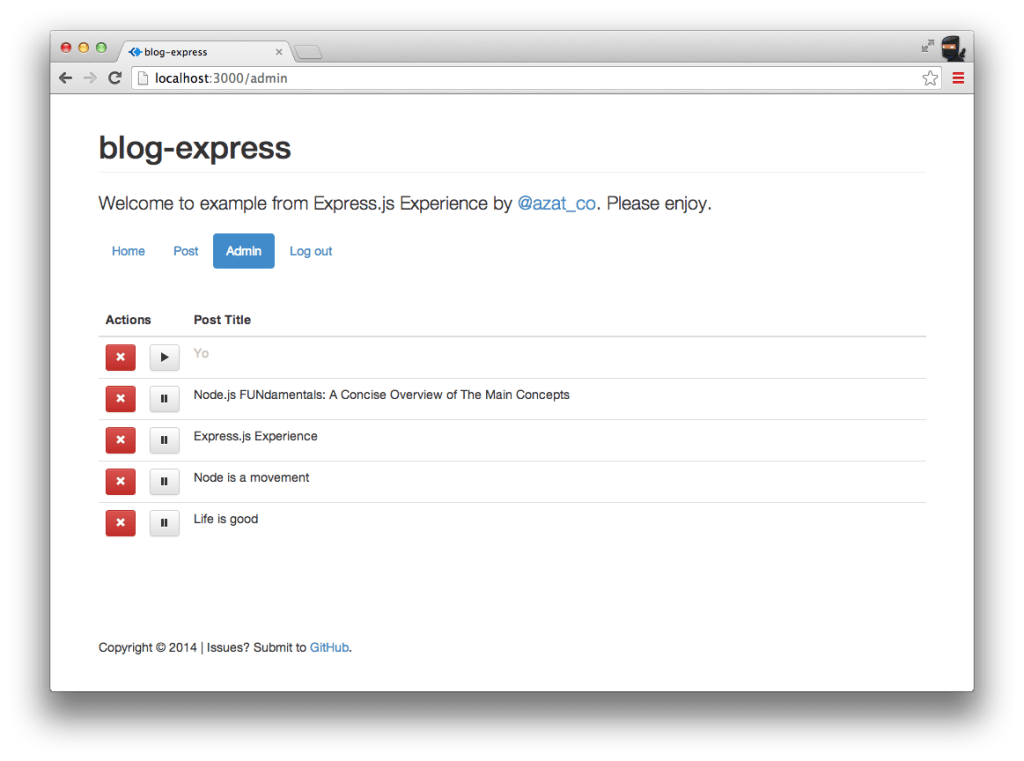 blog-express
localhost:3000/admin
blog-express
Welcome to example from Express.js Experience by @azat_co. Please enjoy.
Home Post Admin Log out
Actions Post Title
Yo
Node.js FUNdamentals: A Concise Overview of The Main Concepts
Express.js Experience
Node is a movement
Life is good
Copyright © 2014 | Issues? Submit to GitHub.